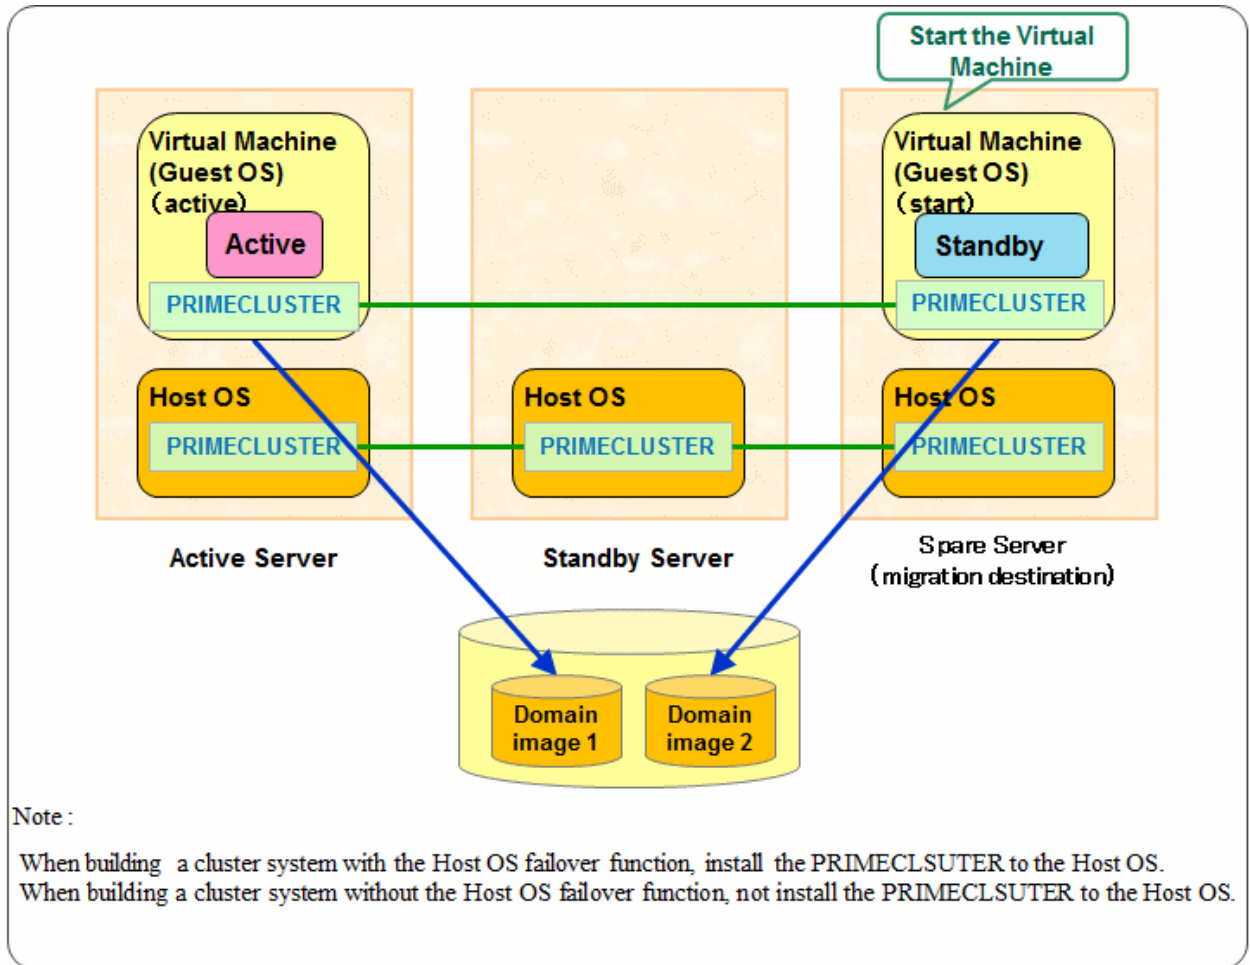 Start the Virtual
Machine
Virtual Machine
(Guest OS)
(active)
Active
PRIMECLUSTER
Virtual Machine
(Guest OS)
(start)
Standby
PRIMECLUSTER
Host OS
PRIMECLUSTER
Host OS
PRIMECLUSTER
Host OS
PRIMECLUSTER
Active Server
Standby Server
Spare Server
(migration destination)
Domain
image 1
Domain
image 2
Note :
When building a cluster system with the Host OS failover function, install the PRIMECLSUTER to the Host OS.
When building a cluster system without the Host OS failover function, not install the PRIMECLSUTER to the Host OS.